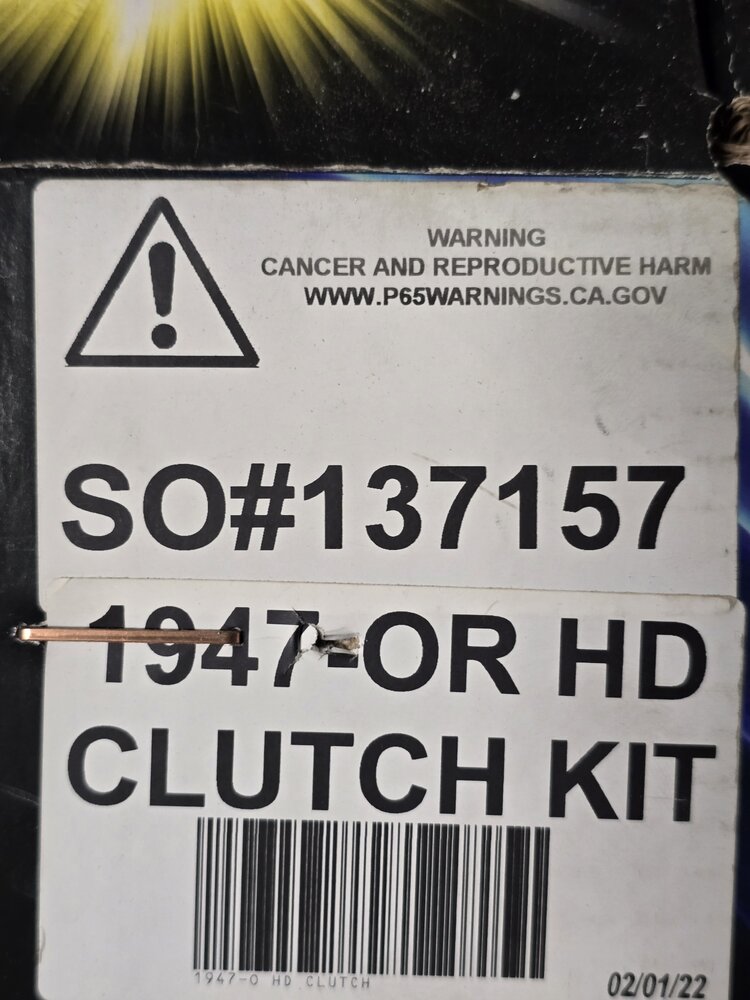 WARNING
CANCER AND REPRODUCTIVE HARM
WWW.P65WARNINGS.CA.GOV
SO#137157
1947-OR HD
CLUTCH KIT
1947-O HD CLUTCH
02/01/22